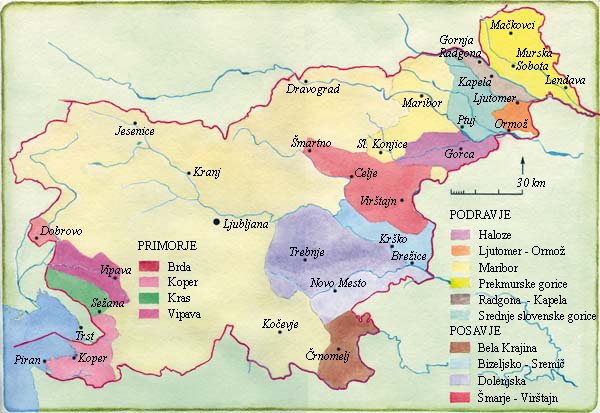 Mačkovci
Gornja
Radgona
Murska
Sobota
Kapela
Lendava
Dravograd
Maribor
Ljutomer
Ptuj
Ormož
Jesenice
Šmartno
Sl. Konjice
Gorca
Kranj
Celje
30 km
Virštajn
Ljubljana
Dobrovo
Krško
Trebnje
Brežice
Vipava
Novo Mesto
Sežana
Trst
Kočevje
Črnomelj
Piran
Koper
PRIMORJE
Brda
Koper
Kras
Vipava
PODRAVJE
Haloze
Ljutomer - Ormož
Maribor
Prekmurske gorice
Radgona - Kapela
Srednje slovenske gorice
POSAVJE
Bela Krajina
Bizeljsko - Sremič
Dolenjska
Šmarje - Virštajn